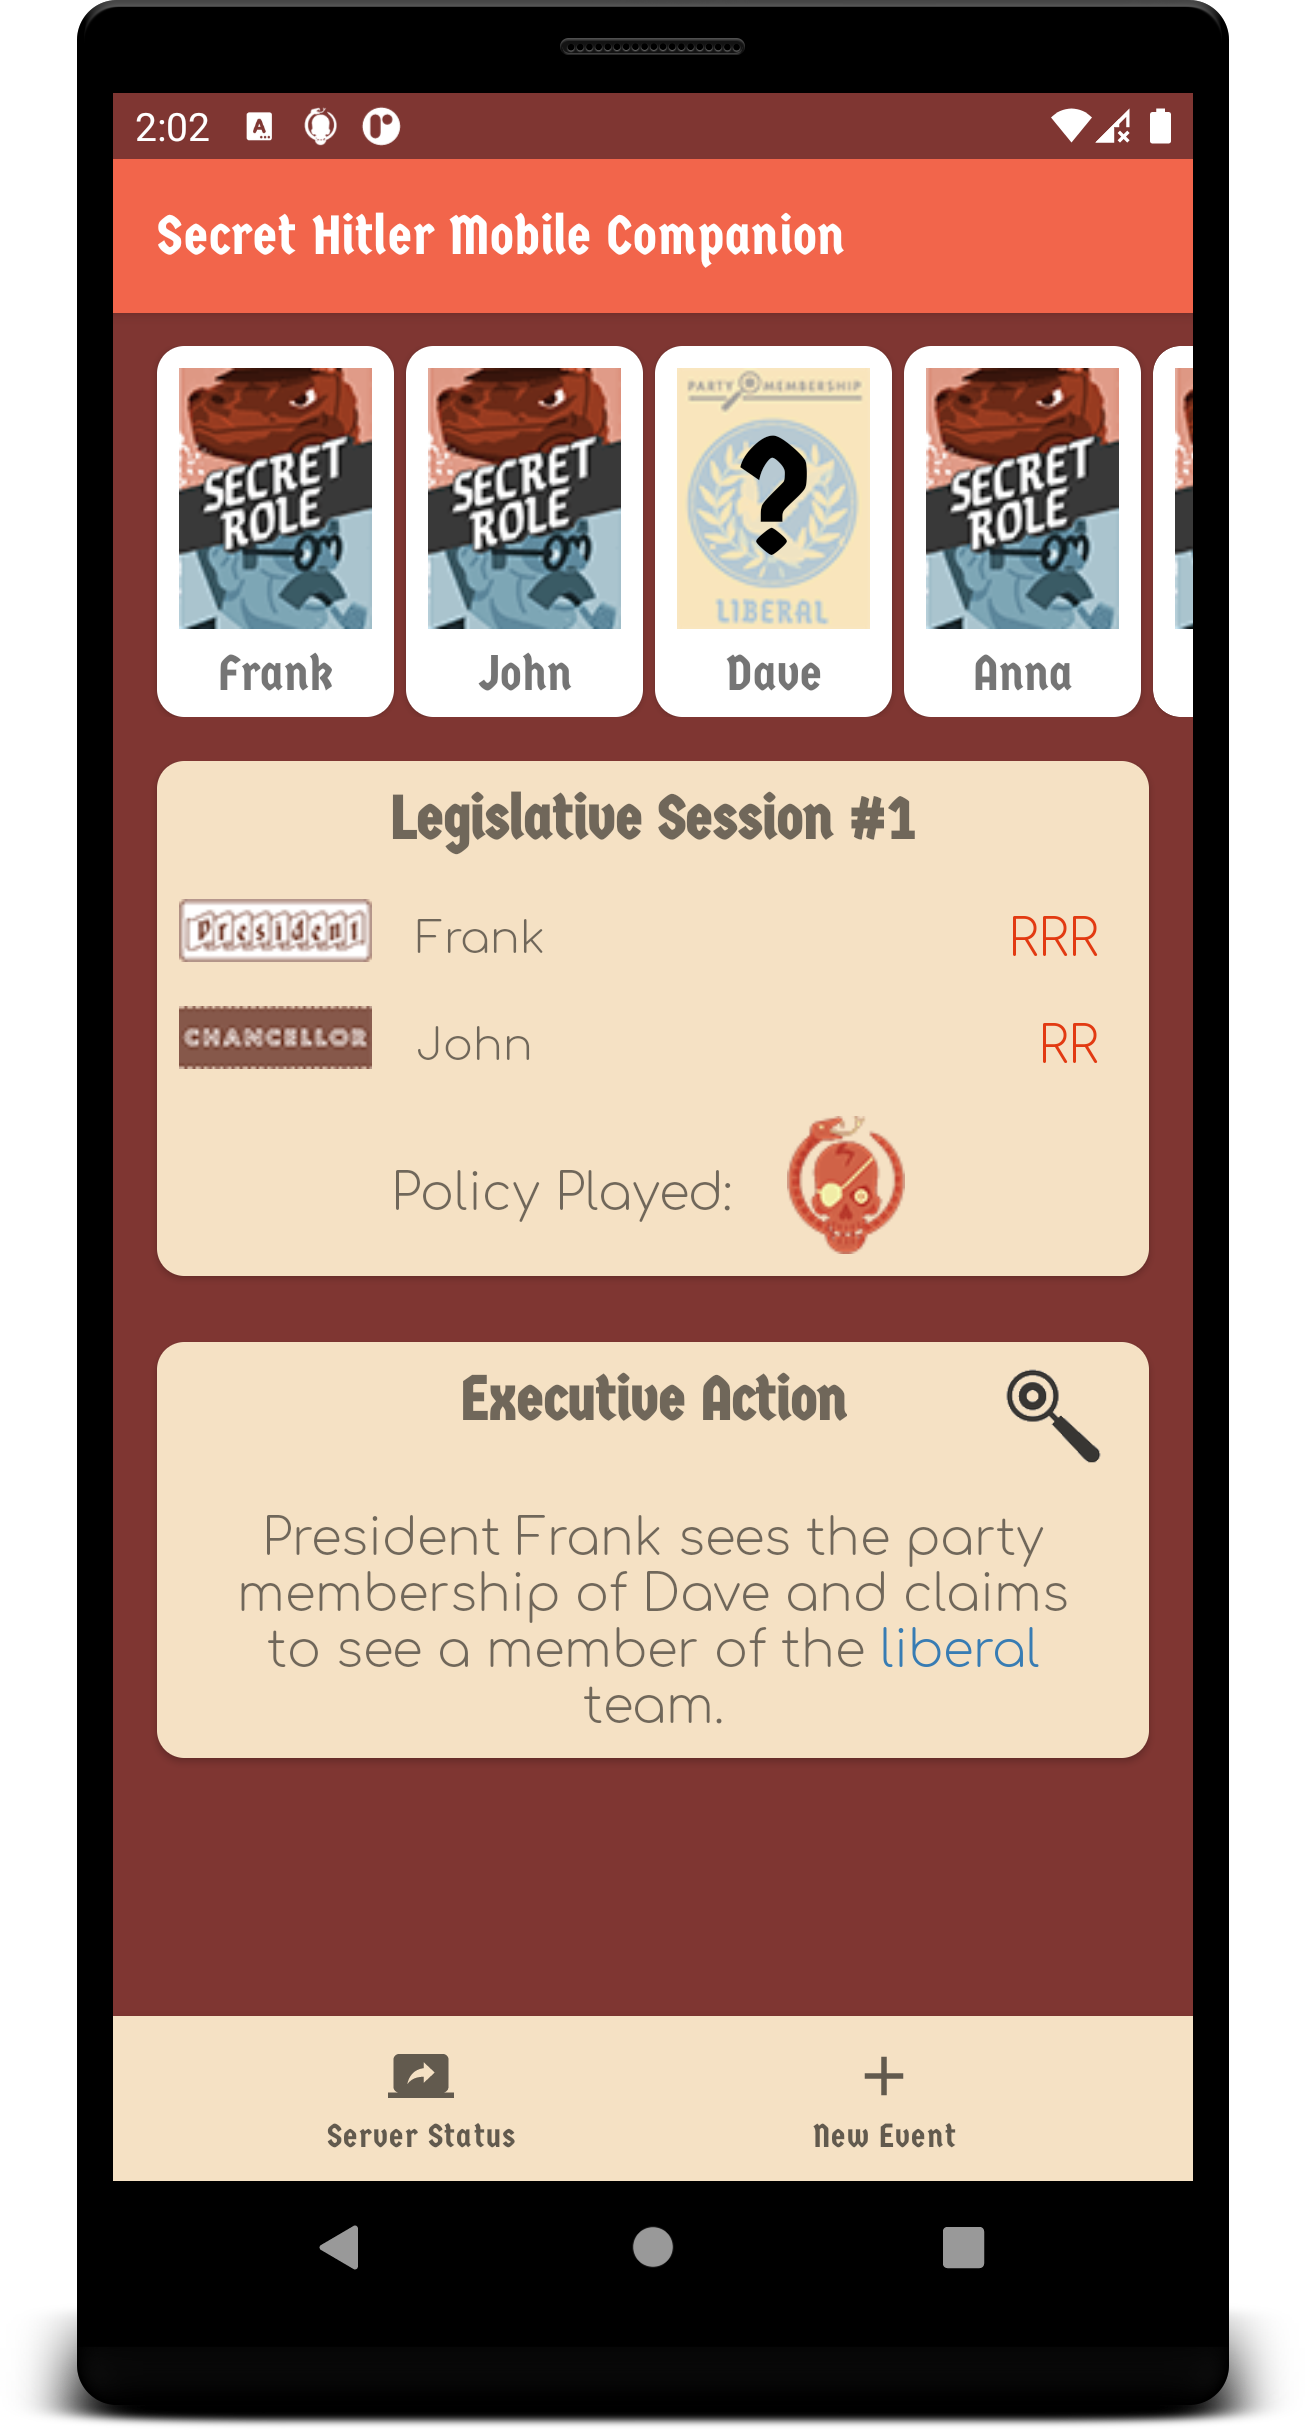 2:02
A
Secret Hitler Mobile Companion
SECRET
ROLE
Frank
SECRET
ROLE
John
PARTY MEMBERSHIP
?
LIBERAL
Dave
SECRET
ROLE
Anna
Legislative Session #1
President
Frank
RRR
CHANCELLOR
John
RR
Policy Played:
Executive Action
President Frank sees the party
membership of Dave and claims
to see a member of the liberal
team.
Server Status
New Event